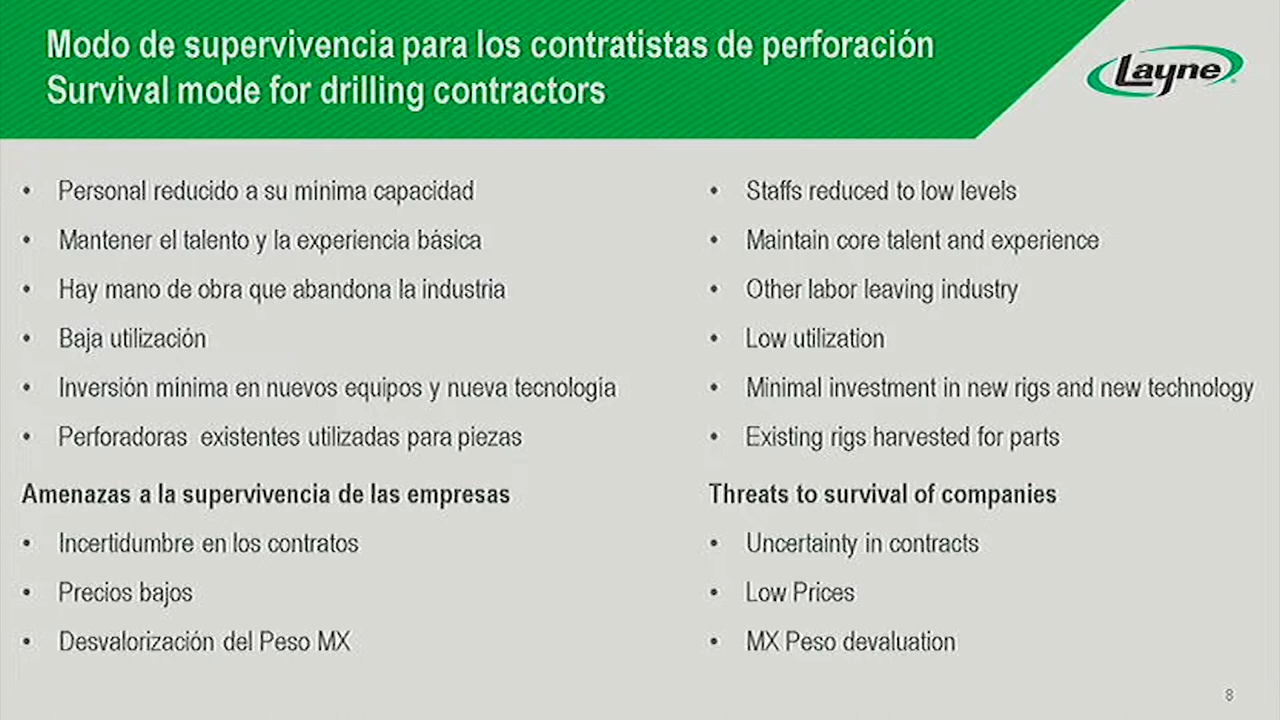 Modo de supervivencia para los contratistas de perforación
Survival mode for drilling contractors
Layne
• Personal reducido a su mínima capacidad
• Mantener el talento y la experiencia básica
• Hay mano de obra que abandona la industria
• Baja utilización
• Inversión mínima en nuevos equipos y nueva tecnología
• Perforadoras existentes utilizadas para piezas
Amenazas a la supervivencia de las empresas
• Incertidumbre en los contratos
• Precios bajos
• Desvalorización del Peso MX
• Staffs reduced to low levels
• Maintain core talent and experience
• Other labor leaving industry
• Low utilization
• Minimal investment in new rigs and new technology
• Existing rigs harvested for parts
Threats to survival of companies
• Uncertainty in contracts
• Low Prices
• MX Peso devaluation
8